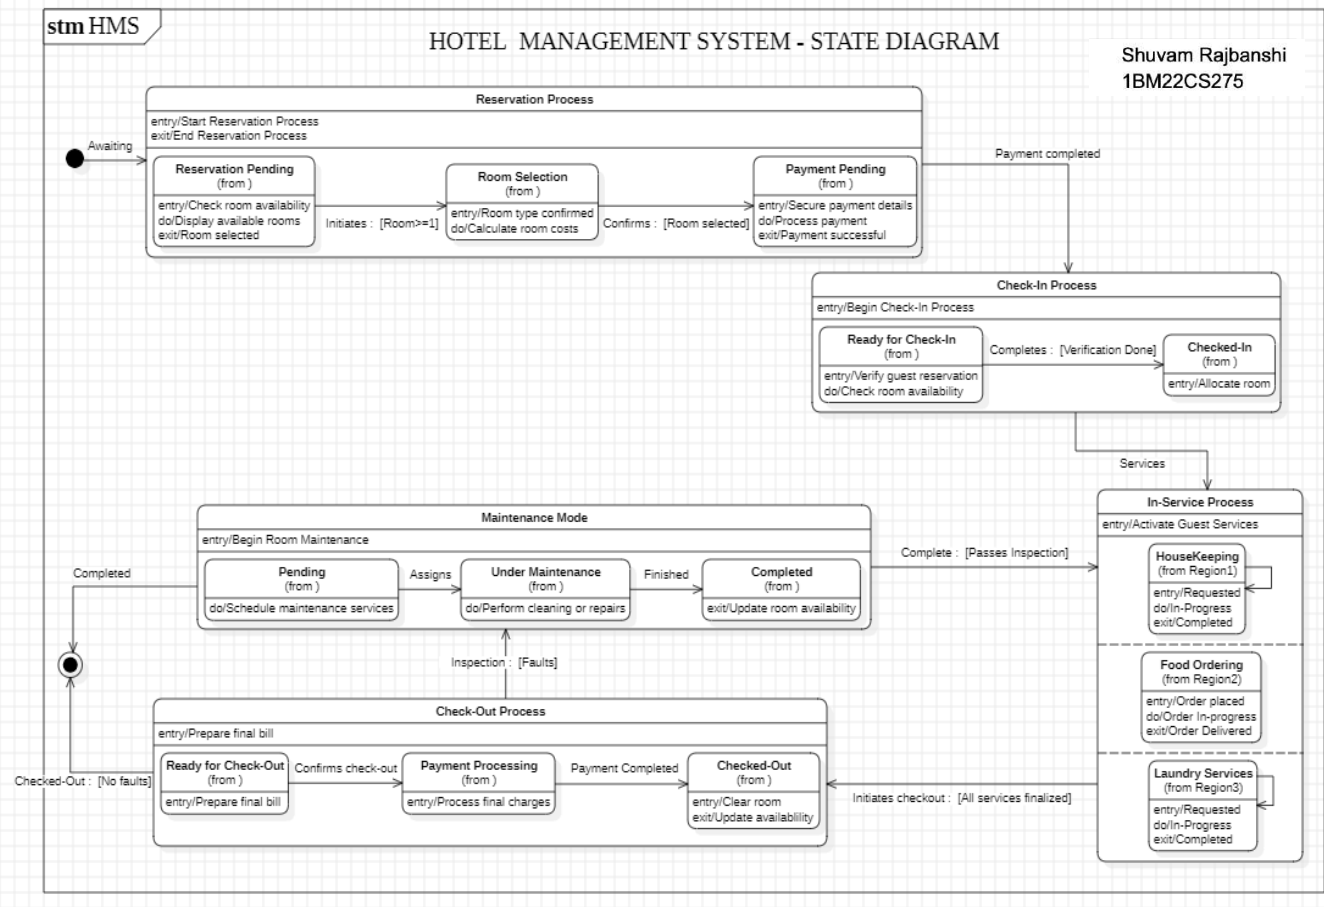 stm HMS
HOTEL MANAGEMENT SYSTEM - STATE DIAGRAM
Shuvam Rajbanshi
1BM22CS275
Reservation Process
entry/Start Reservation Process
exit/End Reservation Process
Awaiting
Reservation Pending
(from )
entry/Check room availability
do/Display available rooms
exit/Room selected
Initiates : [Room>=1]
Room Selection
(from )
entry/Room type confirmed
do/Calculate room costs
Confirms : [Room selected]
Payment Pending
(from )
entry/Secure payment details
do/Process payment
exit/Payment successful
Payment completed
Check-In Process
entry/Begin Check-In Process
Ready for Check-In
(from )
entry/Verify guest reservation
do/Check room availability
Completes : [Verification Done]
Checked-In
(from )
entry/Allocate room
Services
In-Service Process
entry/Activate Guest Services
HouseKeeping
(from Region1)
entry/Requested
do/In-Progress
exit/Completed
Food Ordering
(from Region2)
entry/Order placed
do/Order In-progress
exit/Order Delivered
Laundry Services
(from Region3)
entry/Requested
do/In-Progress
exit/Completed
Maintenance Mode
entry/Begin Room Maintenance
Pending
(from )
do/Schedule maintenance services
Assigns
Under Maintenance
(from )
do/Perform cleaning or repairs
Finished
Completed
(from )
exit/Update room availability
Complete : [Passes Inspection]
Completed
Inspection : [Faults]
Check-Out Process
entry/Prepare final bill
Ready for Check-Out
(from )
entry/Prepare final bill
Confirms check-out
Payment Processing
(from )
entry/Process final charges
Payment Completed
Checked-Out
(from )
entry/Clear room
exit/Update availablility
Checked-Out : [No faults]
Initiates checkout : [All services finalized]